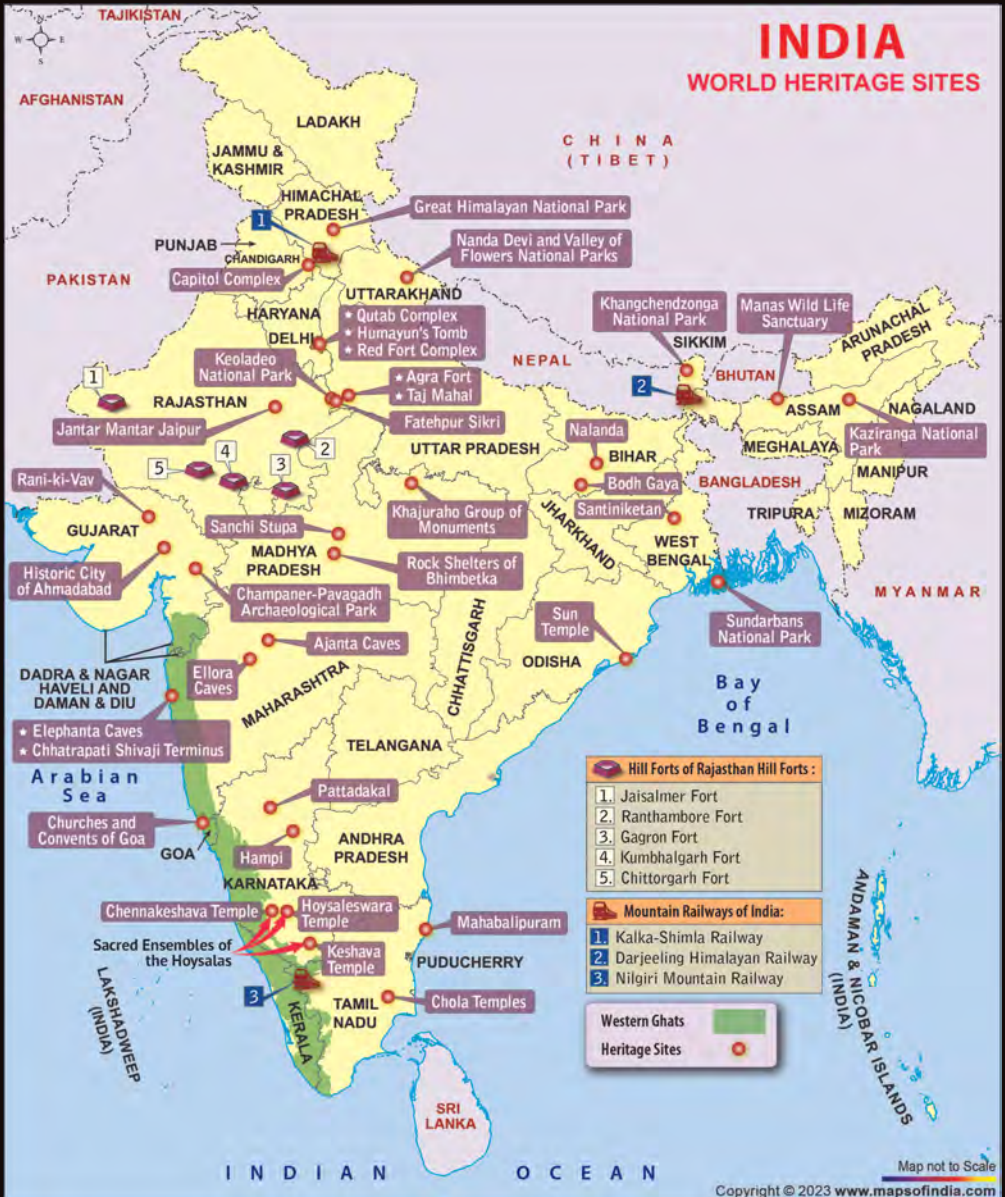 INDIA
WORLD HERITAGE SITES
TAJIKISTAN
N
W
E
S
AFGHANISTAN
LADAKH
CHINA
(TIBET)
JAMMU &
KASHMIR
HIMACHAL
PRADESH
Great Himalayan National Park
1
PUNJAB
CHANDIGARH
Nanda Devi and Valley of
Flowers National Parks
PAKISTAN
Capitol Complex
UTTARAKHAND
HARYANA
DELHI
★ Qutab Complex
★ Humayun's Tomb
★ Red Fort Complex
Khangchendzonga
National Park
SIKKIM
Manas Wild Life
Sanctuary
ARUNACHAL
PRADESH
NEPAL
BHUTAN
2
Keoladeo
National Park
★ Agra Fort
★ Taj Mahal
Fatehpur Sikri
1
RAJASTHAN
Jantar Mantar Jaipur
ASSAM
NAGALAND
Kaziranga National
Park
MEGHALAYA
MANIPUR
UTTAR PRADESH
Nalanda
BIHAR
Bodh Gaya
BANGLADESH
2
3
4
5
Rani-ki-Vav
GUJARAT
Sanchi Stupa
Khajuraho Group of
Monuments
JHARKHAND
Santiniketan
TRIPURA
MIZORAM
WEST
BENGAL
MADHYA
PRADESH
Rock Shelters of
Bhimbetka
Historic City
of Ahmadabad
Champaner-Pavagadh
Archaeological Park
MYANMAR
Sundarbans
National Park
CHHATTISGARH
Sun
Temple
ODISHA
Ajanta Caves
Ellora
Caves
DADRA & NAGAR
HAVELI AND
DAMAN & DIU
MAHARASHTRA
★ Elephanta Caves
★ Chhatrapati Shivaji Terminus
TELANGANA
Bay
of
Bengal
Arabian
Sea
Pattadakal
Churches and
Convents of Goa
GOA
Hampi
ANDHRA
PRADESH
KARNATAKA
Chennakeshava Temple
Hoysaleswara
Temple
Sacred Ensembles of
the Hoysalas
Keshava
Temple
Mahabalipuram
PUDUCHERRY
3
KERALA
TAMIL
NADU
Chola Temples
LAKSHADWEEP
(INDIA)
Hill Forts of Rajasthan Hill Forts :
1. Jaisalmer Fort
2. Ranthambore Fort
3. Gagron Fort
4. Kumbhalgarh Fort
5. Chittorgarh Fort
Mountain Railways of India:
1. Kalka-Shimla Railway
2. Darjeeling Himalayan Railway
3. Nilgiri Mountain Railway
Western Ghats
Heritage Sites
ANDAMAN & NICOBAR ISLANDS
(INDIA)
SRI
LANKA
INDIAN OCEAN
Map not to Scale
Copyright © 2023 www.mapsofindia.com